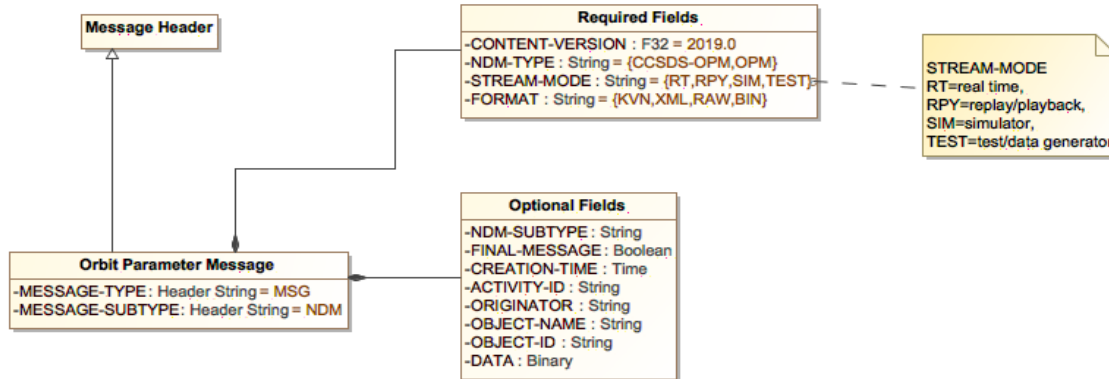 Message Header
Required Fields
-CONTENT-VERSION : F32 = 2019.0
-NDM-TYPE : String = {CCSDS-OPM,OPM}
-STREAM-MODE : String = {RT,RPY,SIM,TEST}
-FORMAT : String = {KVN,XML,RAW,BIN}
STREAM-MODE
RT=real time,
RPY=replay/playback,
SIM=simulator,
TEST=test/data generator
Optional Fields
-NDM-SUBTYPE : String
-FINAL-MESSAGE : Boolean
-CREATION-TIME : Time
-ACTIVITY-ID : String
-ORIGINATOR : String
-OBJECT-NAME : String
-OBJECT-ID : String
-DATA : Binary
Orbit Parameter Message
-MESSAGE-TYPE : Header String = MSG
-MESSAGE-SUBTYPE: Header String = NDM